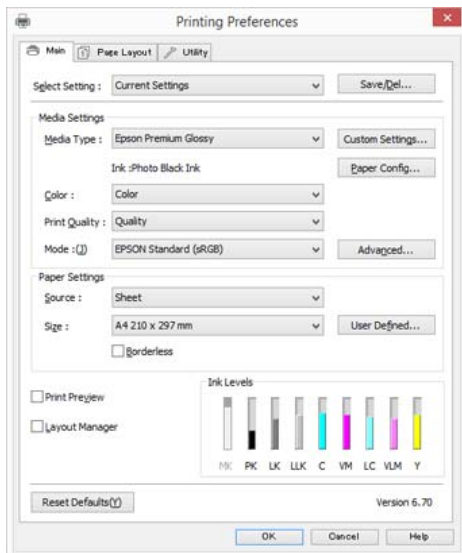 Printing Preferences
Main Page Layout Utility
Select Setting : Current Settings Save/Del...
Media Settings
Media Type : Epson Premium Glossy Custom Settings...
Ink :Photo Black Ink Paper Config...
Color : Color
Print Quality : Quality
Mode :(J) EPSON Standard (sRGB) Advanced...
Paper Settings
Source : Sheet
Size : A4 210 x 297 mm User Defined...
Borderless
Print Preview
Layout Manager
Ink Levels
MK PK LK LLK C VM LC VLM Y
Reset Defaults(Y) Version 6.70
OK Cancel Help